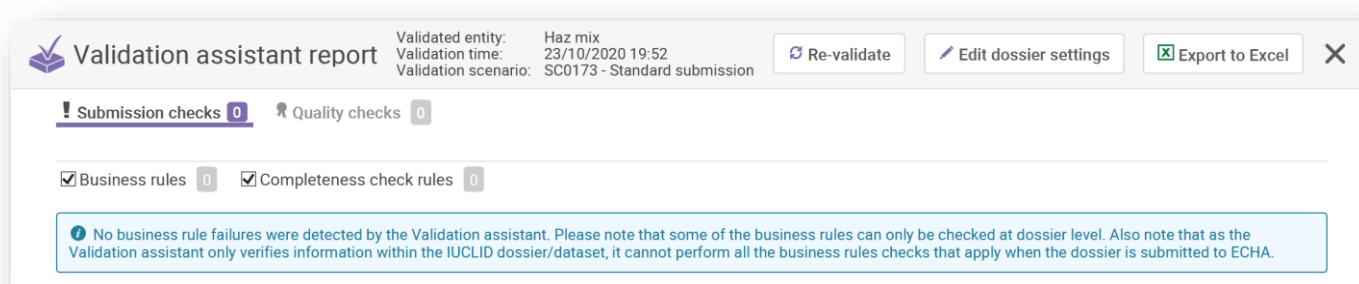 Validation assistant report
Validated entity: Haz mix
Validation time: 23/10/2020 19:52
Validation scenario: SC0173 - Standard submission
Re-validate
Edit dossier settings
Export to Excel
Submission checks 0 Quality checks 0
Business rules 0 Completeness check rules 0
No business rule failures were detected by the Validation assistant. Please note that some of the business rules can only be checked at dossier level. Also note that as the
Validation assistant only verifies information within the IUCLID dossier/dataset, it cannot perform all the business rules checks that apply when the dossier is submitted to ECHA.